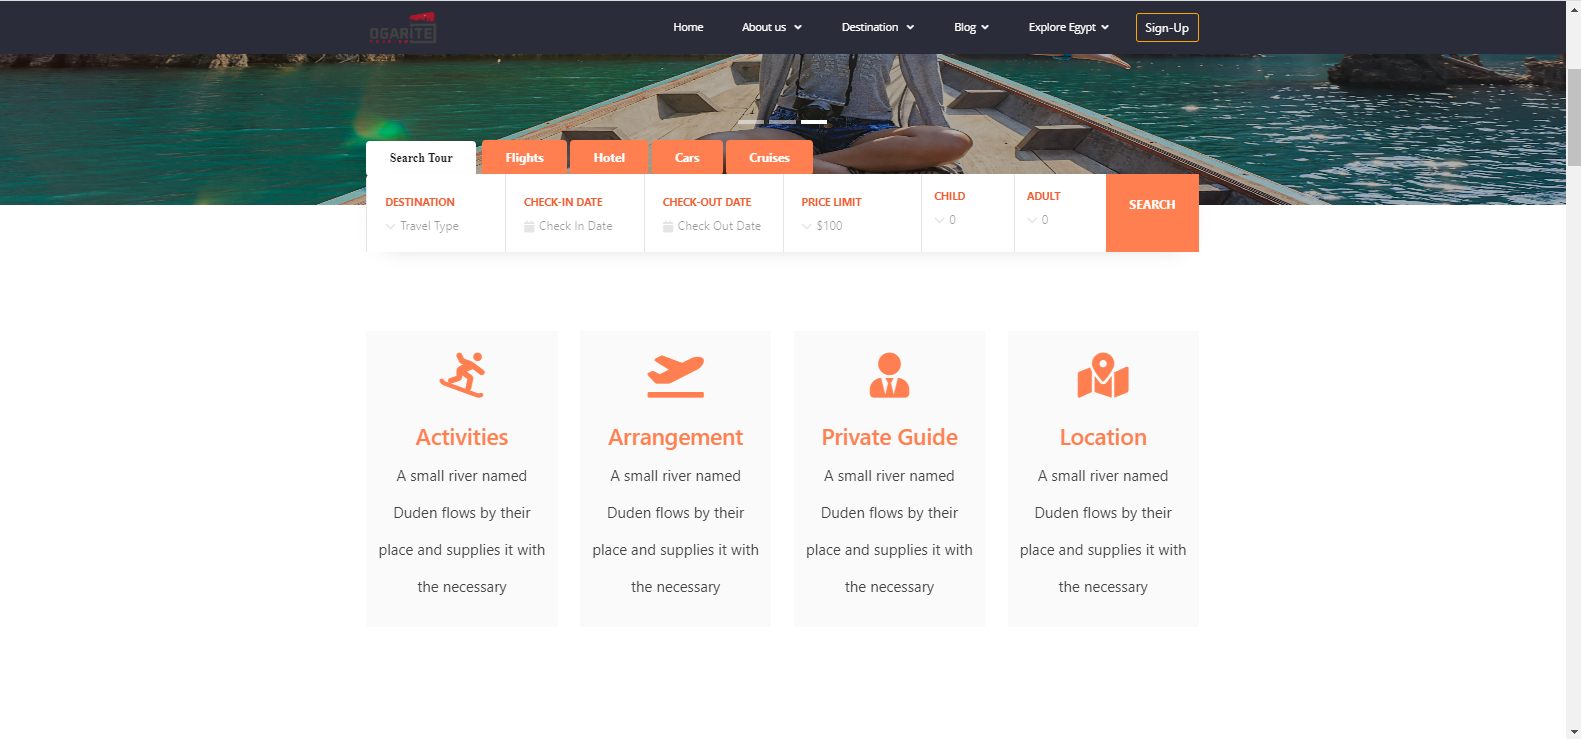 OGARITE
Home About us Destination Blog Explore Egypt Sign-Up
Search Tour Flights Hotel Cars Cruises
DESTINATION CHECK-IN DATE CHECK-OUT DATE PRICE LIMIT CHILD ADULT SEARCH
Travel Type Check In Date Check Out Date $100 0 0
Activities
A small river named
Duden flows by their
place and supplies it with
the necessary
Arrangement
A small river named
Duden flows by their
place and supplies it with
the necessary
Private Guide
A small river named
Duden flows by their
place and supplies it with
the necessary
Location
A small river named
Duden flows by their
place and supplies it with
the necessary